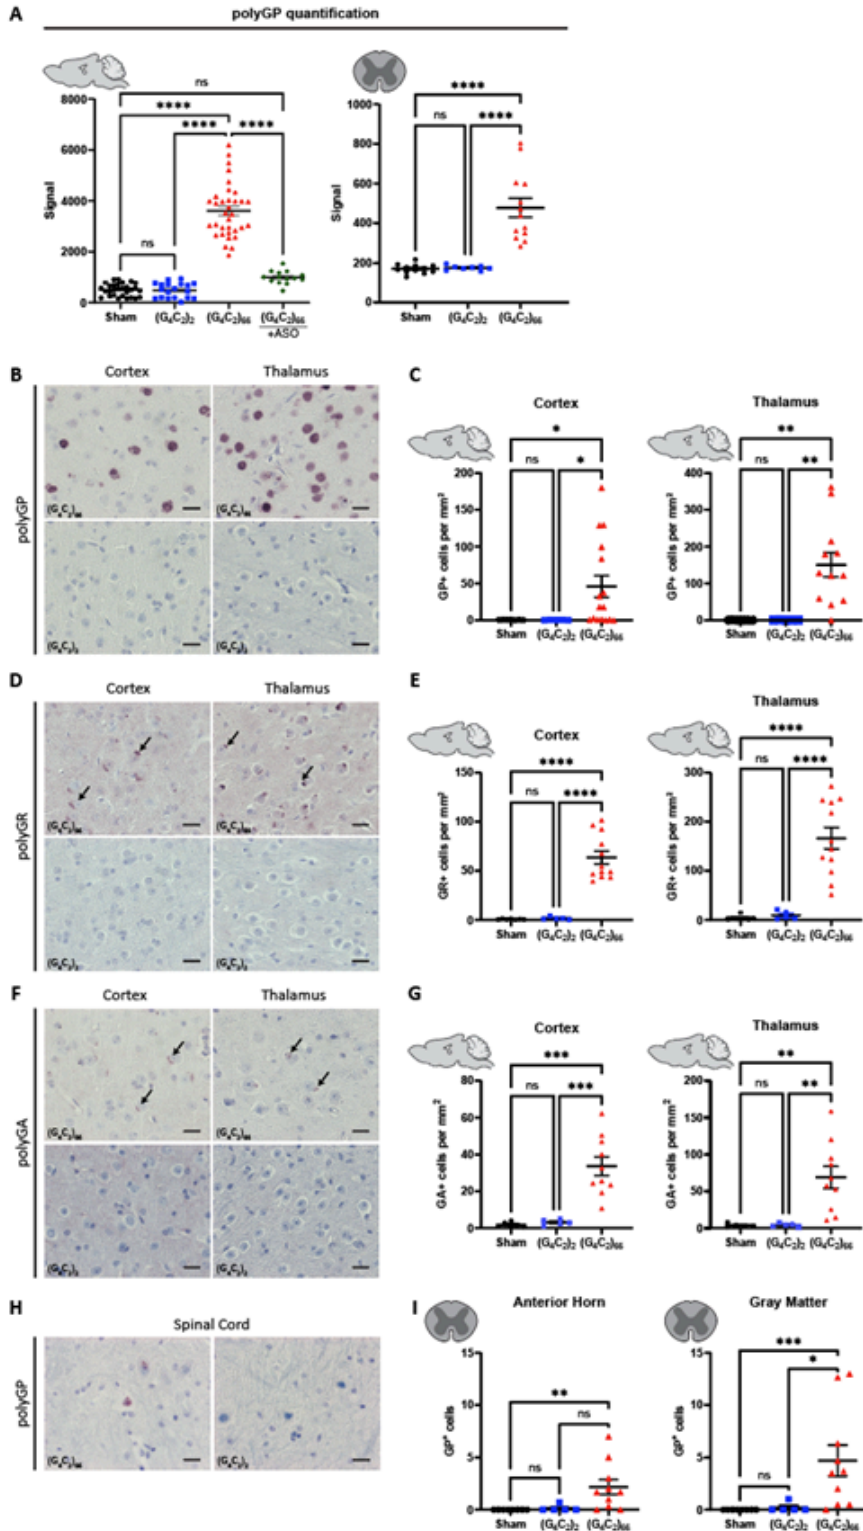 A
polyGP quantification
ns
****
**** ****
ns
8000
6000
4000
2000
0
Signal
Sham (G₄C₂)₂ (G₄C₂)₆₆ (G₄C₂)₆₆
+ASO
****
ns ****
1000
800
600
400
200
0
Signal
Sham (G₄C₂)₂ (G₄C₂)₆₆
B
Cortex Thalamus
polyGP
(G₄C₂)₆₆ (G₄C₂)₆₆
(G₄C₂)₂ (G₄C₂)₂
C
Cortex
*
ns *
200
150
100
50
0
GP+ cells per mm²
Sham (G₄C₂)₂ (G₄C₂)₆₆
Thalamus
**
ns **
400
300
200
100
0
GP+ cells per mm²
Sham (G₄C₂)₂ (G₄C₂)₆₆
D
Cortex Thalamus
polyGR
(G₄C₂)₆₆ (G₄C₂)₆₆
(G₄C₂)₂ (G₄C₂)₂
E
Cortex
****
ns ****
150
100
50
0
GR+ cells per mm²
Sham (G₄C₂)₂ (G₄C₂)₆₆
Thalamus
****
ns ****
300
200
100
0
GR+ cells per mm²
Sham (G₄C₂)₂ (G₄C₂)₆₆
F
Cortex Thalamus
polyGA
(G₄C₂)₆₆ (G₄C₂)₆₆
(G₄C₂)₂ (G₄C₂)₂
G
Cortex
***
ns ***
80
60
40
20
0
GA+ cells per mm²
Sham (G₄C₂)₂ (G₄C₂)₆₆
Thalamus
**
ns **
200
150
100
50
0
GA+ cells per mm²
Sham (G₄C₂)₂ (G₄C₂)₆₆
H
Spinal Cord
polyGP
(G₄C₂)₆₆ (G₄C₂)₂
I
Anterior Horn
**
ns
ns
15
10
5
0
GP⁺ cells
Sham (G₄C₂)₂ (G₄C₂)₆₆
Gray Matter
***
*
ns
15
10
5
0
GP⁺ cells
Sham (G₄C₂)₂ (G₄C₂)₆₆